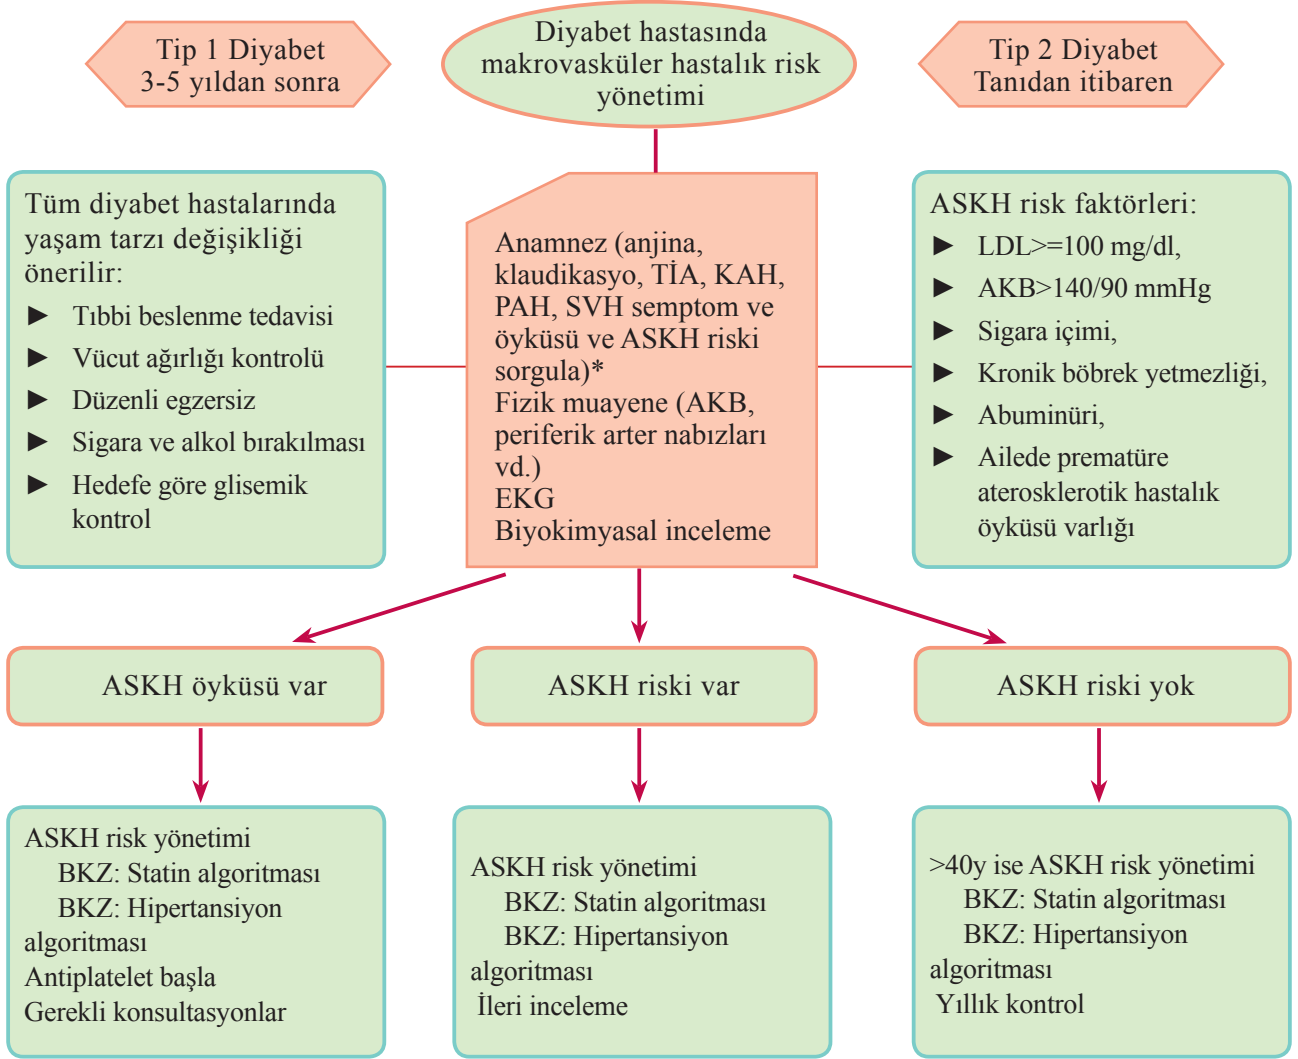 Tip 1 Diyabet
3-5 yıldan sonra
Diyabet hastasında
makrovasküler hastalık risk
yönetimi
Tip 2 Diyabet
Tanıdan itibaren
Tüm diyabet hastalarında
yaşam tarzı değişikliği
önerilir:
► Tıbbi beslenme tedavisi
► Vücut ağırlığı kontrolü
► Düzenli egzersiz
► Sigara ve alkol bırakılması
► Hedefe göre glisemik
kontrol
Anamnez (anjina,
klaudikasyo, TİA, KAH,
PAH, SVH semptom ve
öyküsü ve ASKH riski
sorgula)*
Fizik muayene (AKB,
periferik arter nabızları
vd.)
EKG
Biyokimyasal inceleme
ASKH risk faktörleri:
► LDL>=100 mg/dl,
► AKB>140/90 mmHg
► Sigara içimi,
► Kronik böbrek yetmezliği,
► Abuminüri,
► Ailede prematüre
aterosklerotik hastalık
öyküsü varlığı
ASKH öyküsü var
ASKH riski var
ASKH riski yok
ASKH risk yönetimi
BKZ: Statin algoritması
BKZ: Hipertansiyon
algoritması
Antiplatelet başla
Gerekli konsultasyonlar
ASKH risk yönetimi
BKZ: Statin algoritması
BKZ: Hipertansiyon
algoritması
İleri inceleme
>40y ise ASKH risk yönetimi
BKZ: Statin algoritması
BKZ: Hipertansiyon
algoritması
Yıllık kontrol